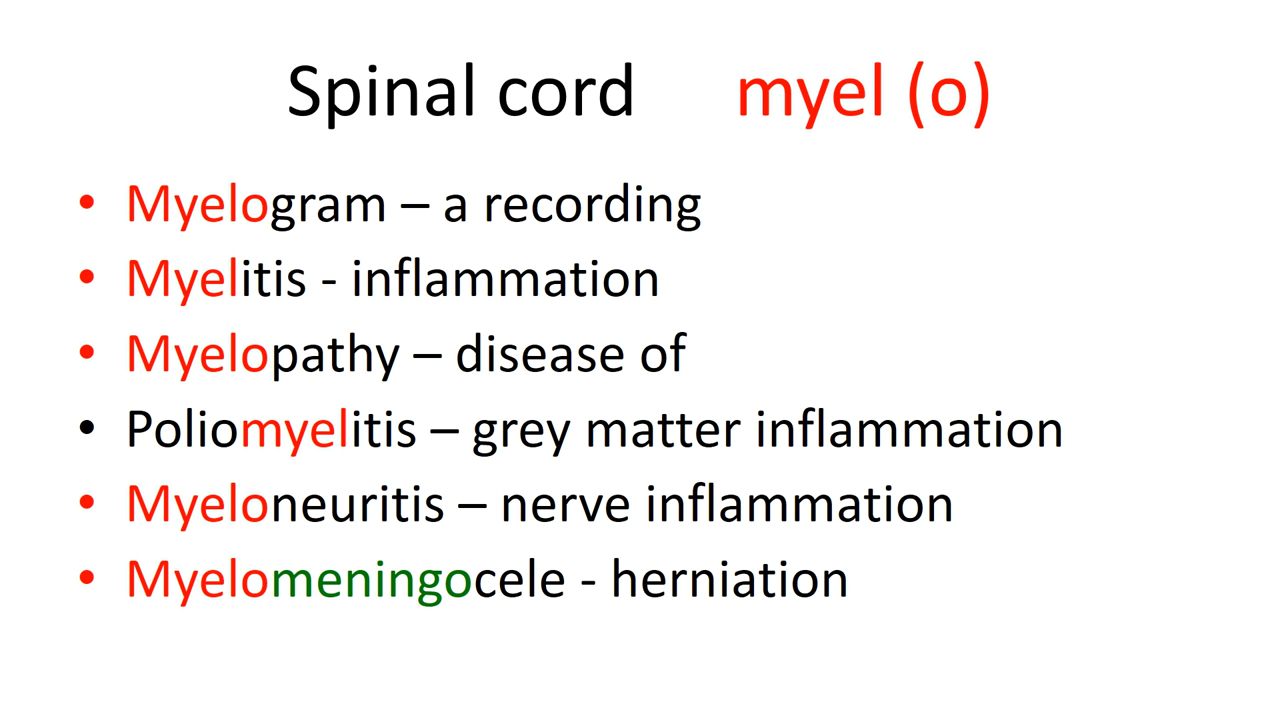 Spinal cord myel (o)
• Myelogram – a recording
• Myelitis - inflammation
• Myelopathy – disease of
• Poliomyelitis – grey matter inflammation
• Myeloneuritis – nerve inflammation
• Myelomeningocele - herniation